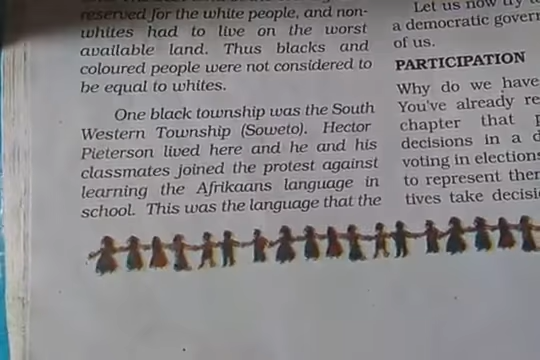 reserved for the white people, and non-
whites had to live on the worst
available land. Thus blacks and
coloured people were not considered to
be equal to whites.
One black township was the South
Western Township (Soweto). Hector
Pieterson lived here and he and his
classmates joined the protest against
learning the Afrikaans language in
school. This was the language that the
Let us now try
a democratic gover
of us.
PARTICIPATION
Why do we have
You've already re
chapter that
decisions in a d
voting in elections
to represent ther
tives take decisi